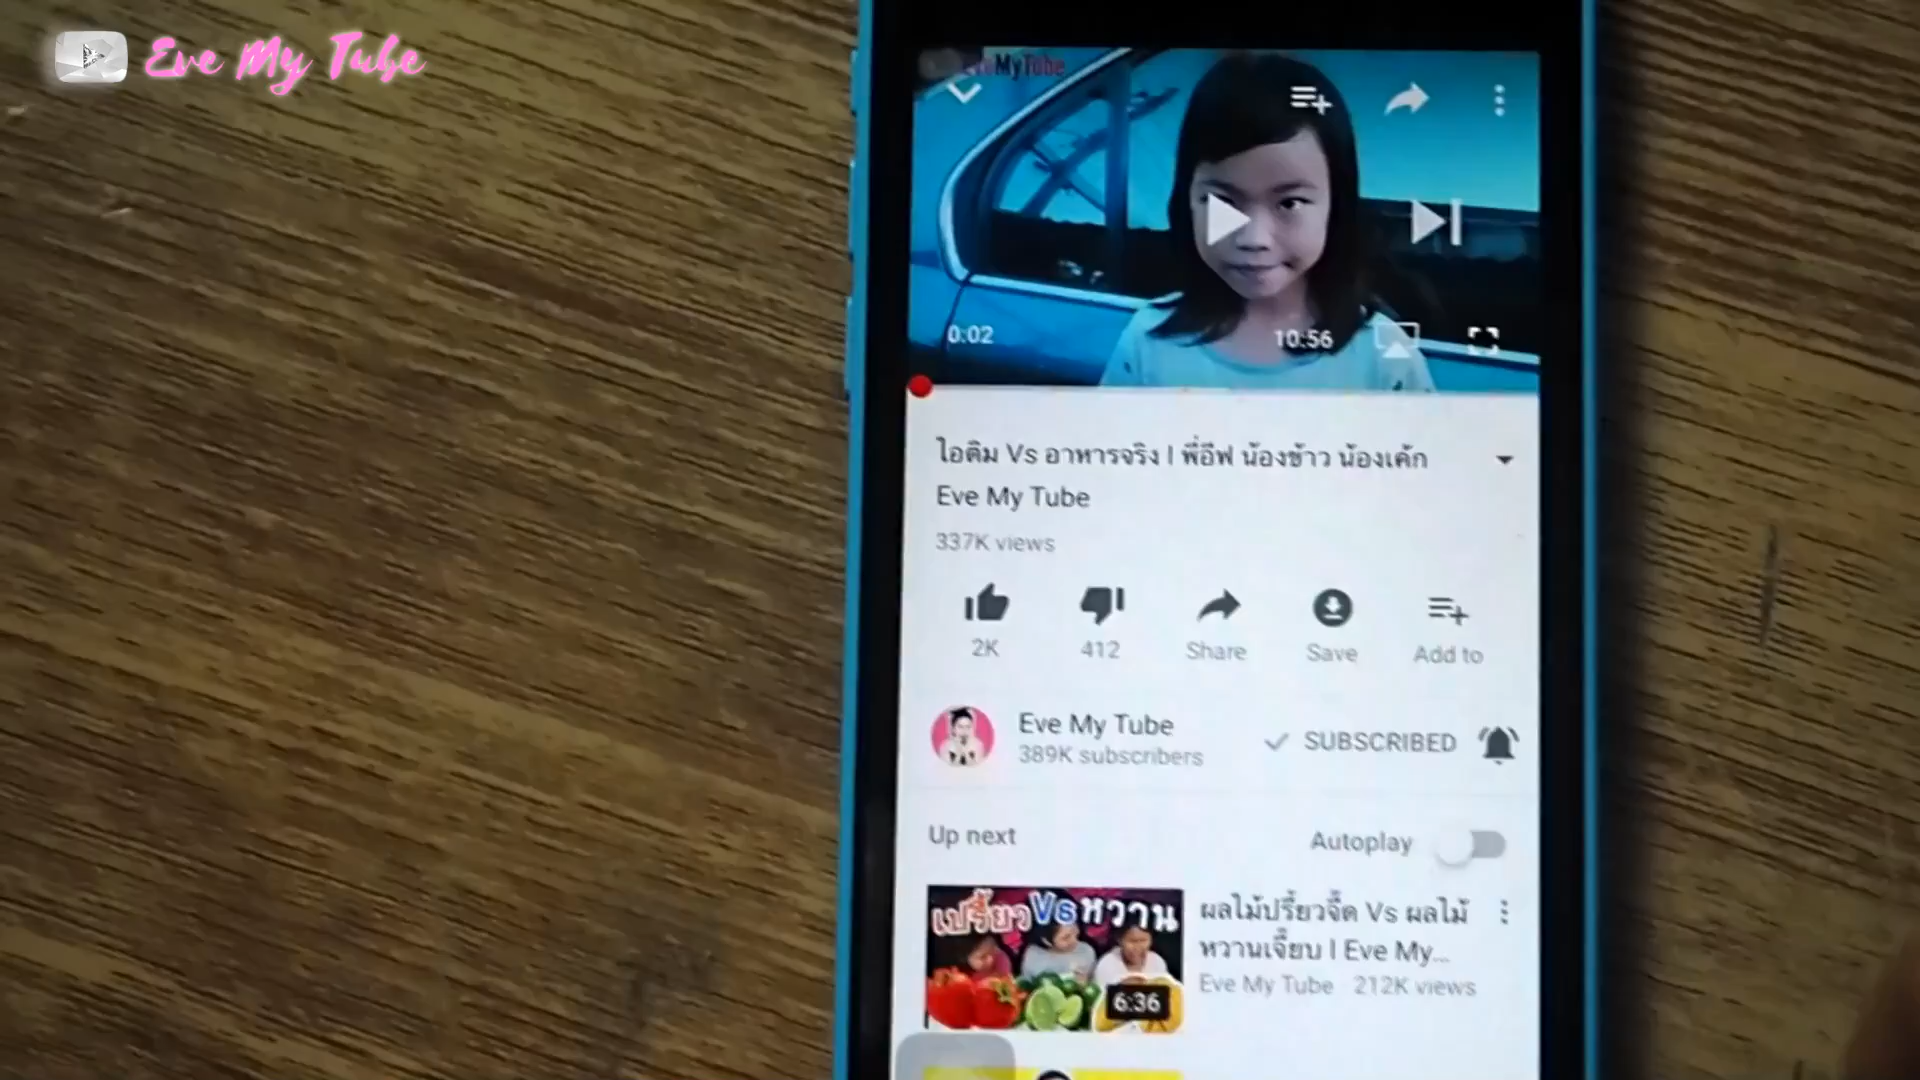 Eve My Tube
MyTube
0:02
10:56
ไอติม Vs อาหารจริง l พี่อีฟ น้องข้าว น้องเค้ก
Eve My Tube
337K views
2K
412
Share
Save
Add to
Eve My Tube
389K subscribers
SUBSCRIBED
Up next
Autoplay
เปรี้ยวVsหวาน
6:36
ผลไม้ปรี้ยวจี๊ด Vs ผลไม้
หวานเจี๊ยบ l Eve My...
Eve My Tube 212K views